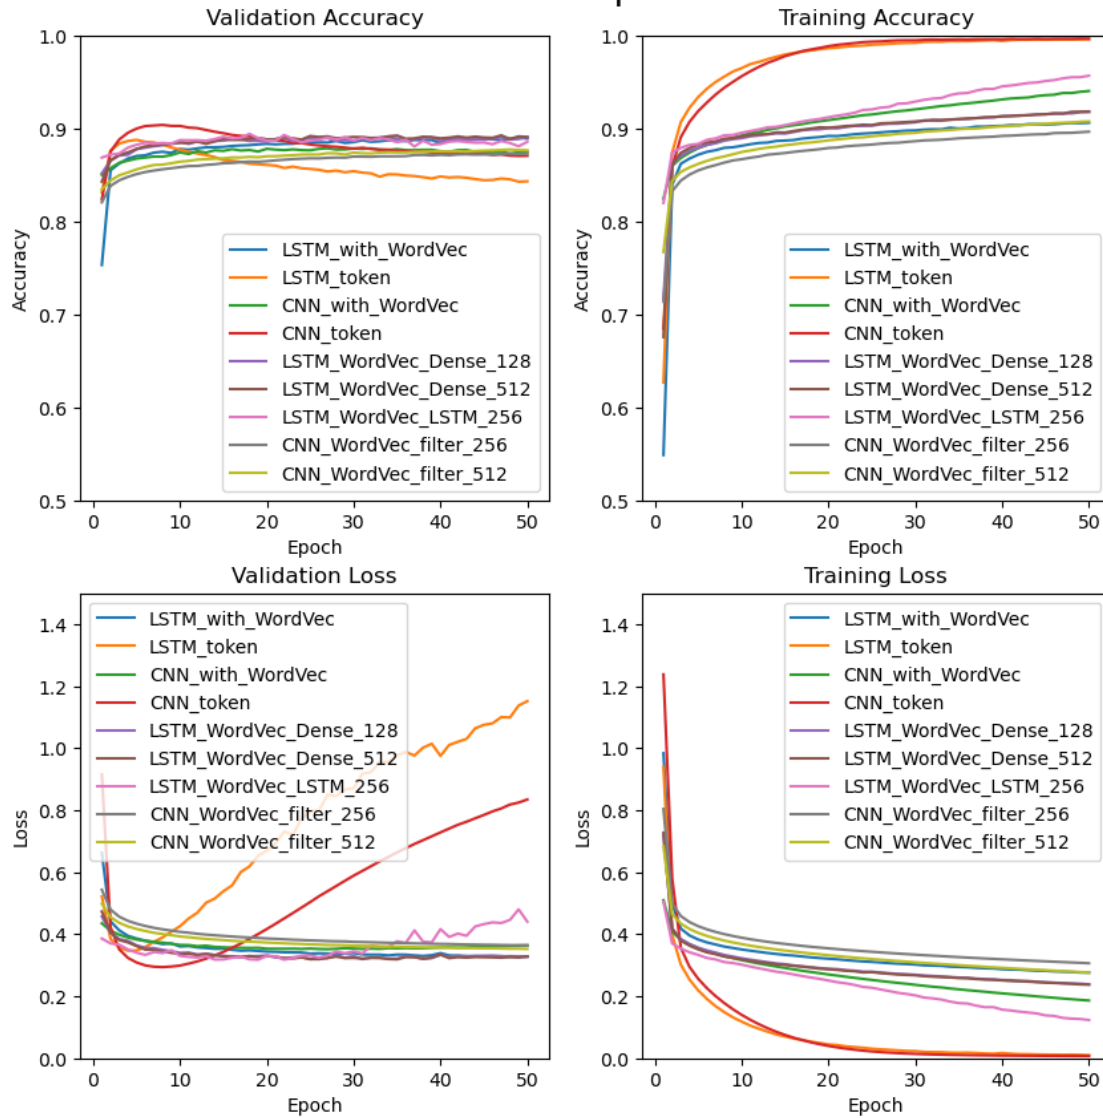 Validation Accuracy
1.0
0.9
0.8
0.7
0.6
0.5
Accuracy
LSTM_with_WordVec
LSTM_token
CNN_with_WordVec
CNN_token
LSTM_WordVec_Dense_128
LSTM_WordVec_Dense_512
LSTM_WordVec_LSTM_256
CNN_WordVec_filter_256
CNN_WordVec_filter_512
0 10 20 30 40 50
Epoch
Training Accuracy
1.0
0.9
0.8
0.7
0.6
0.5
Accuracy
LSTM_with_WordVec
LSTM_token
CNN_with_WordVec
CNN_token
LSTM_WordVec_Dense_128
LSTM_WordVec_Dense_512
LSTM_WordVec_LSTM_256
CNN_WordVec_filter_256
CNN_WordVec_filter_512
0 10 20 30 40 50
Epoch
Validation Loss
1.4
1.2
1.0
0.8
0.6
0.4
0.2
0.0
Loss
LSTM_with_WordVec
LSTM_token
CNN_with_WordVec
CNN_token
LSTM_WordVec_Dense_128
LSTM_WordVec_Dense_512
LSTM_WordVec_LSTM_256
CNN_WordVec_filter_256
CNN_WordVec_filter_512
0 10 20 30 40 50
Epoch
Training Loss
1.4
1.2
1.0
0.8
0.6
0.4
0.2
0.0
Loss
LSTM_with_WordVec
LSTM_token
CNN_with_WordVec
CNN_token
LSTM_WordVec_Dense_128
LSTM_WordVec_Dense_512
LSTM_WordVec_LSTM_256
CNN_WordVec_filter_256
CNN_WordVec_filter_512
0 10 20 30 40 50
Epoch